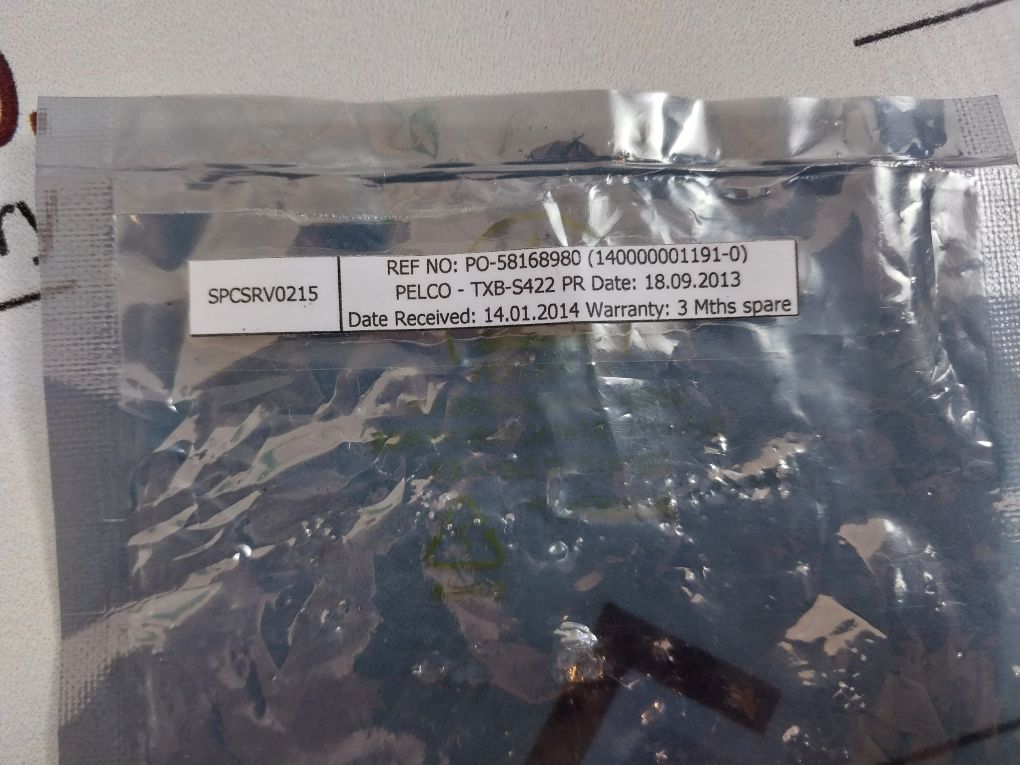 SPCSRV0215
REF NO: PO-58168980 (140000001191-0)
PELCO - TXB-S422 PR Date: 18.09.2013
Date Received: 14.01.2014 Warranty: 3 Mths spare